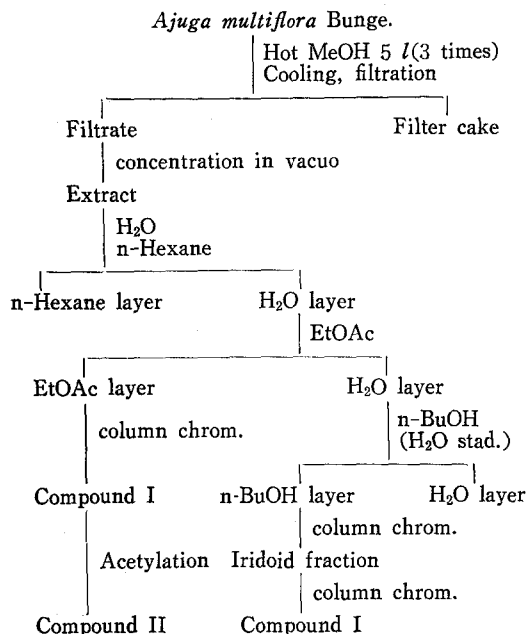 Ajuga multiflora Bunge.
Hot MeOH 5 l(3 times)
Cooling, filtration
Filtrate Filter cake
concentration in vacuo
Extract
H₂O
n-Hexane
n-Hexane layer H₂O layer
EtOAc
EtOAc layer H₂O layer
column chrom. n-BuOH
(H₂O stad.)
Compound I n-BuOH layer H₂O layer
column chrom.
Acetylation Iridoid fraction
column chrom.
Compound II Compound I